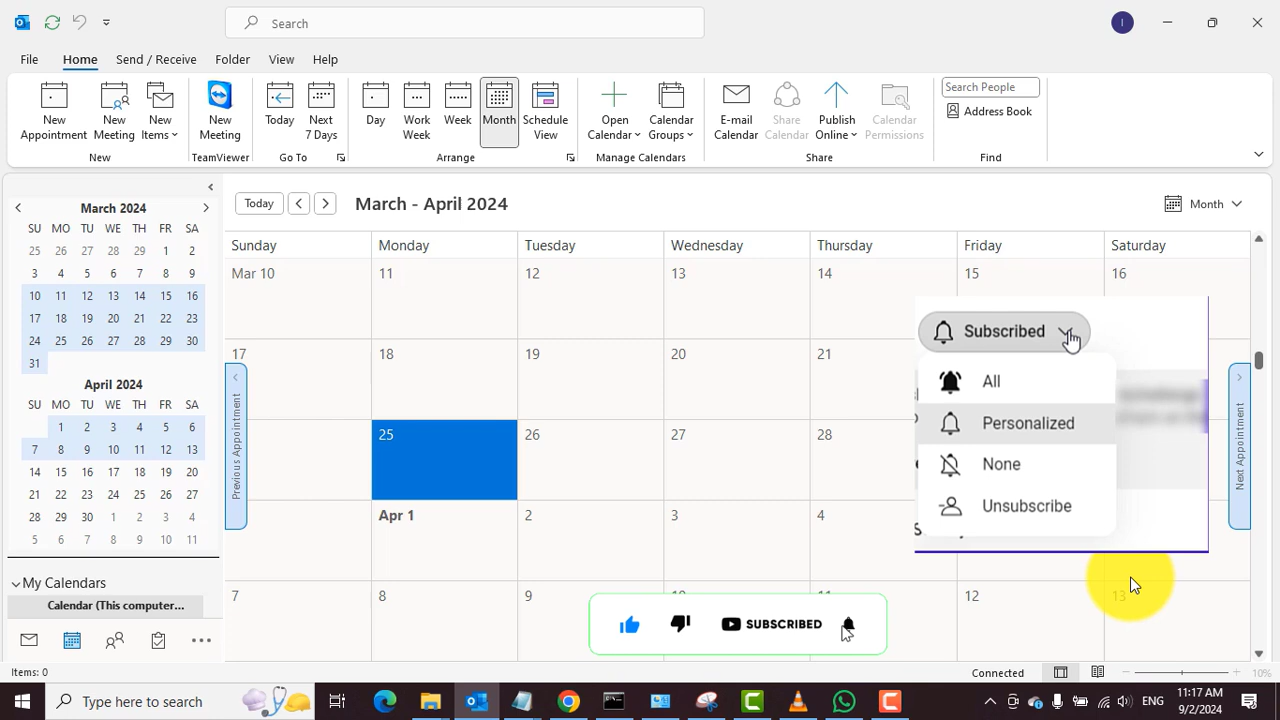 Search
I
File Home Send / Receive Folder View Help
New Appointment
New Meeting
New Items
New Meeting
Today
Next 7 Days
Day
Work Week
Week
Month
Schedule View
Open Calendar
Calendar Groups
E-mail Calendar
Share Calendar
Publish Online
Calendar Permissions
Search People
Address Book
New
TeamViewer
Go To
Arrange
Manage Calendars
Share
Find
March 2024
SU MO TU WE TH FR SA
25 26 27 28 29 1 2
3 4 5 6 7 8 9
10 11 12 13 14 15 16
17 18 19 20 21 22 23
24 25 26 27 28 29 30
31
April 2024
SU MO TU WE TH FR SA
1 2 3 4 5 6
7 8 9 10 11 12 13
14 15 16 17 18 19 20
21 22 23 24 25 26 27
28 29 30 1 2 3 4
5 6 7 8 9 10 11
My Calendars
Calendar (This computer...
Today
March - April 2024
Month
Sunday Monday Tuesday Wednesday Thursday Friday Saturday
Mar 10 11 12 13 14 15 16
17 18 19 20 21
25 26 27 28
Apr 1 2 3 4
7 8 9 11 12 13
Previous Appointment
Next Appointment
Subscribed
All
Personalized
None
Unsubscribe
SUBSCRIBED
Items: 0
Connected
10%
Type here to search
ENG
11:17 AM
9/2/2024